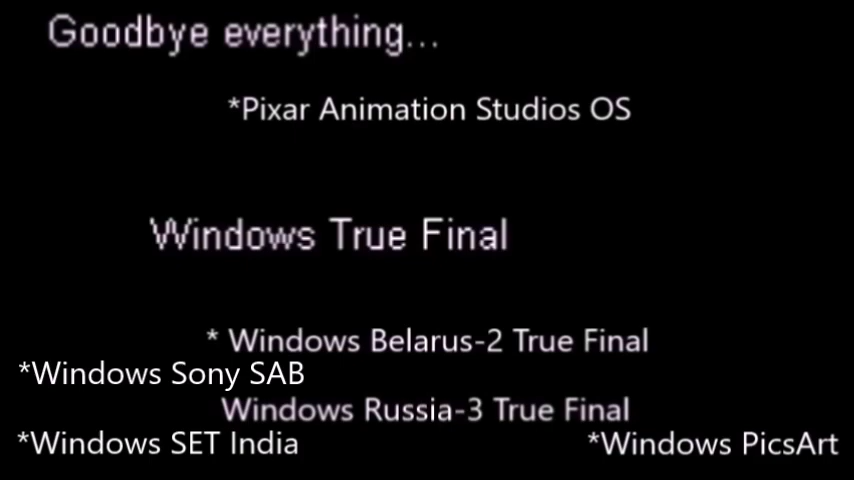 Goodbye everything...
*Pixar Animation Studios OS
Windows True Final
* Windows Belarus-2 True Final
*Windows Sony SAB
Windows Russia-3 True Final
*Windows SET India
*Windows PicsArt